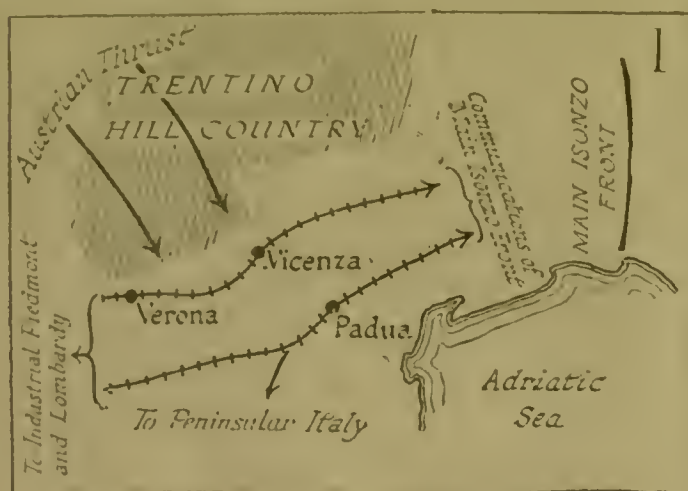 I
Austrian Thrust
TRENTINO
HILL COUNTRY
Communications of
Main Isonzo Front
MAIN ISONZO
FRONT
Vicenza
Verona
Padua
To Industrial Piedmont
and Lombardy
To Peninsular Italy
Adriatic
Sea